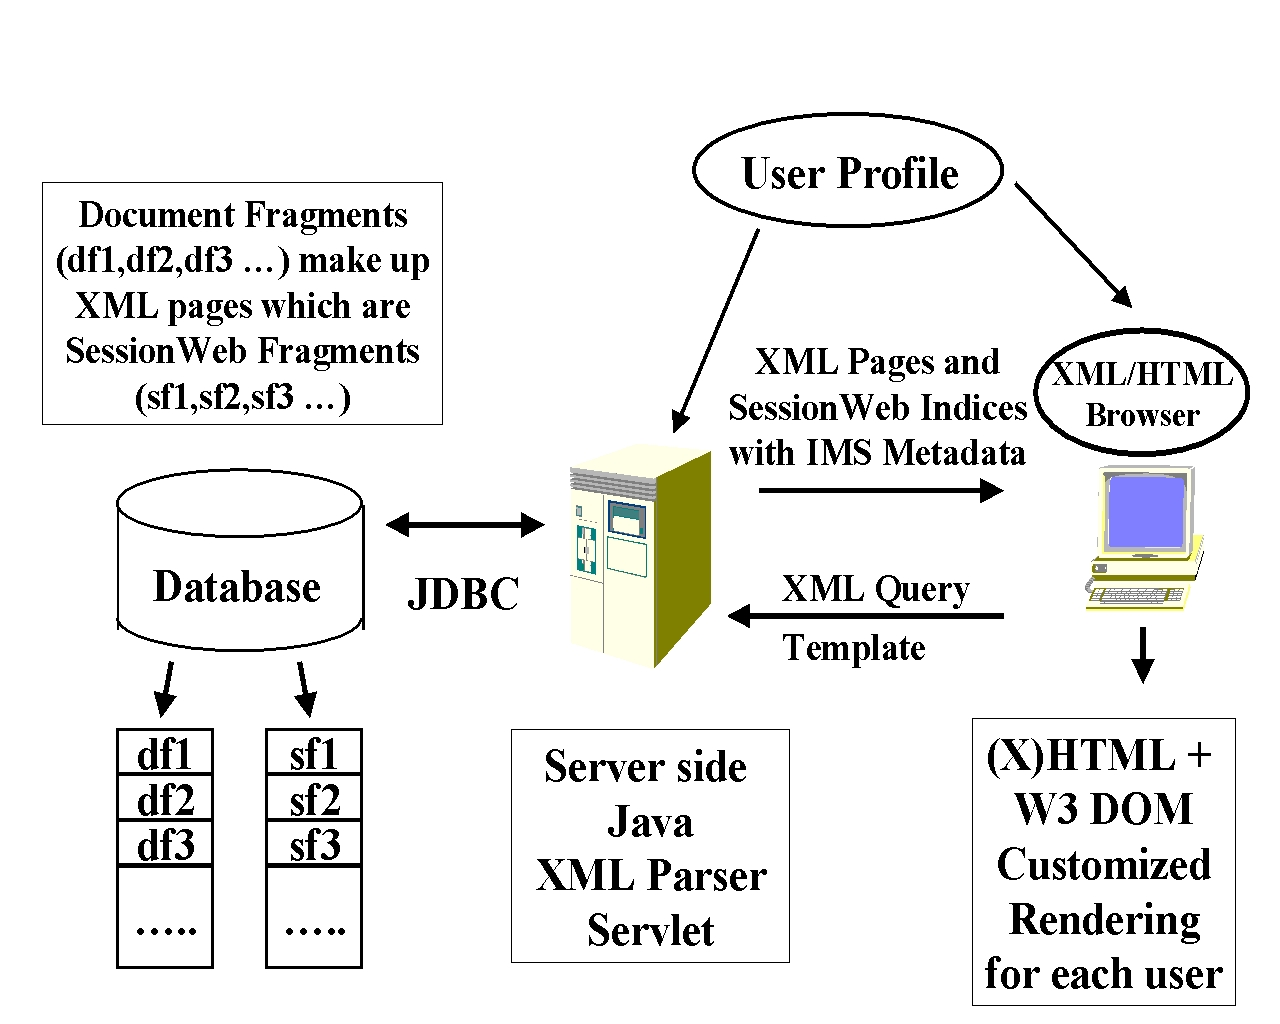 User Profile
Document Fragments
(df1,df2,df3 …) make up
XML pages which are
SessionWeb Fragments
(sf1,sf2,sf3 …)
XML Pages and
SessionWeb Indices
with IMS Metadata
XML/HTML
Browser
Database
JDBC
XML Query
Template
df1
df2
df3
…..
sf1
sf2
sf3
…..
Server side
Java
XML Parser
Servlet
(X)HTML +
W3 DOM
Customized
Rendering
for each user